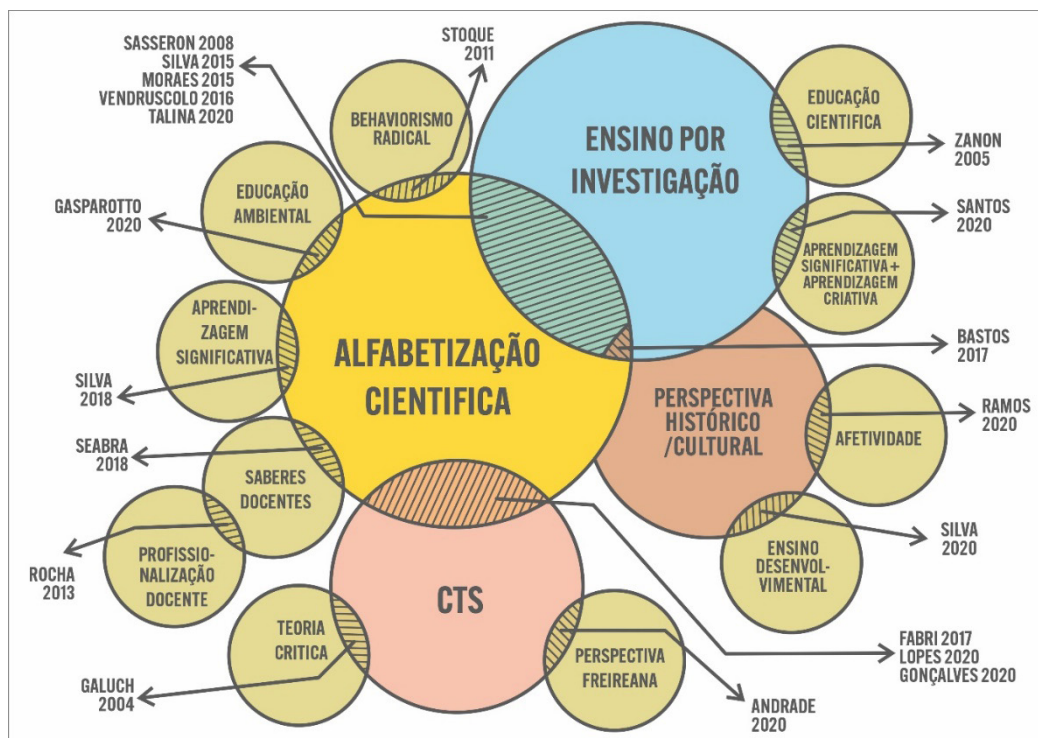 SASSERON 2008
SILVA 2015
MORAES 2015
VENDRUSCOLO 2016
TALINA 2020
STOQUE
2011
BEHAVIORISMO
RADICAL
ENSINO POR
INVESTIGAÇÃO
EDUCAÇÃO
CIENTIFICA
ZANON
2005
EDUCAÇÃO
AMBIENTAL
GASPAROTTO
2020
SANTOS
2020
APRENDIZAGEM
SIGNIFICATIVA +
APRENDIZAGEM
CRIATIVA
APRENDI-
ZAGEM
SIGNIFICATIVA
ALFABETIZAÇÃO
CIENTIFICA
BASTOS
2017
SILVA
2018
PERSPECTIVA
HISTÓRICO
/CULTURAL
AFETIVIDADE
RAMOS
2020
SEABRA
2018
SABERES
DOCENTES
SILVA
2020
ENSINO
DESENVOL-
VIMENTAL
PROFISSIO-
NALIZAÇÃO
DOCENTE
ROCHA
2013
CTS
TEORIA
CRITICA
PERSPECTIVA
FREIREANA
FABRI 2017
LOPES 2020
GONÇALVES 2020
GALUCH
2004
ANDRADE
2020